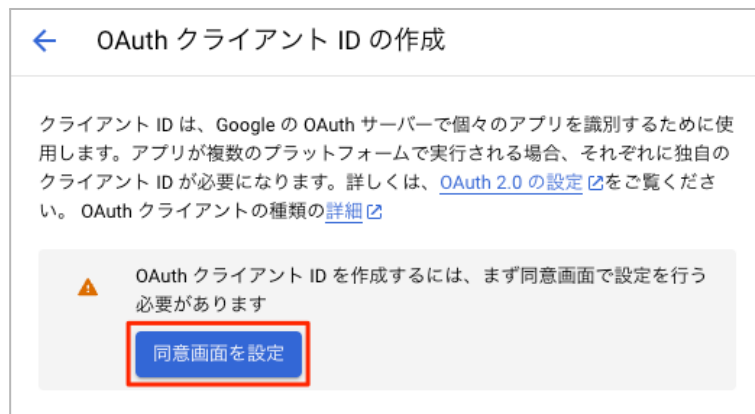 OAuth クライアント ID の作成
クライアント ID は、Google の OAuth サーバーで個々のアプリを識別するために使
用します。アプリが複数のプラットフォームで実行される場合、それぞれに独自の
クライアント ID が必要になります。詳しくは、OAuth 2.0 の設定 をご覧くださ
い。 OAuth クライアントの種類の詳細
OAuth クライアント ID を作成するには、まず同意画面で設定を行う
必要があります
同意画面を設定